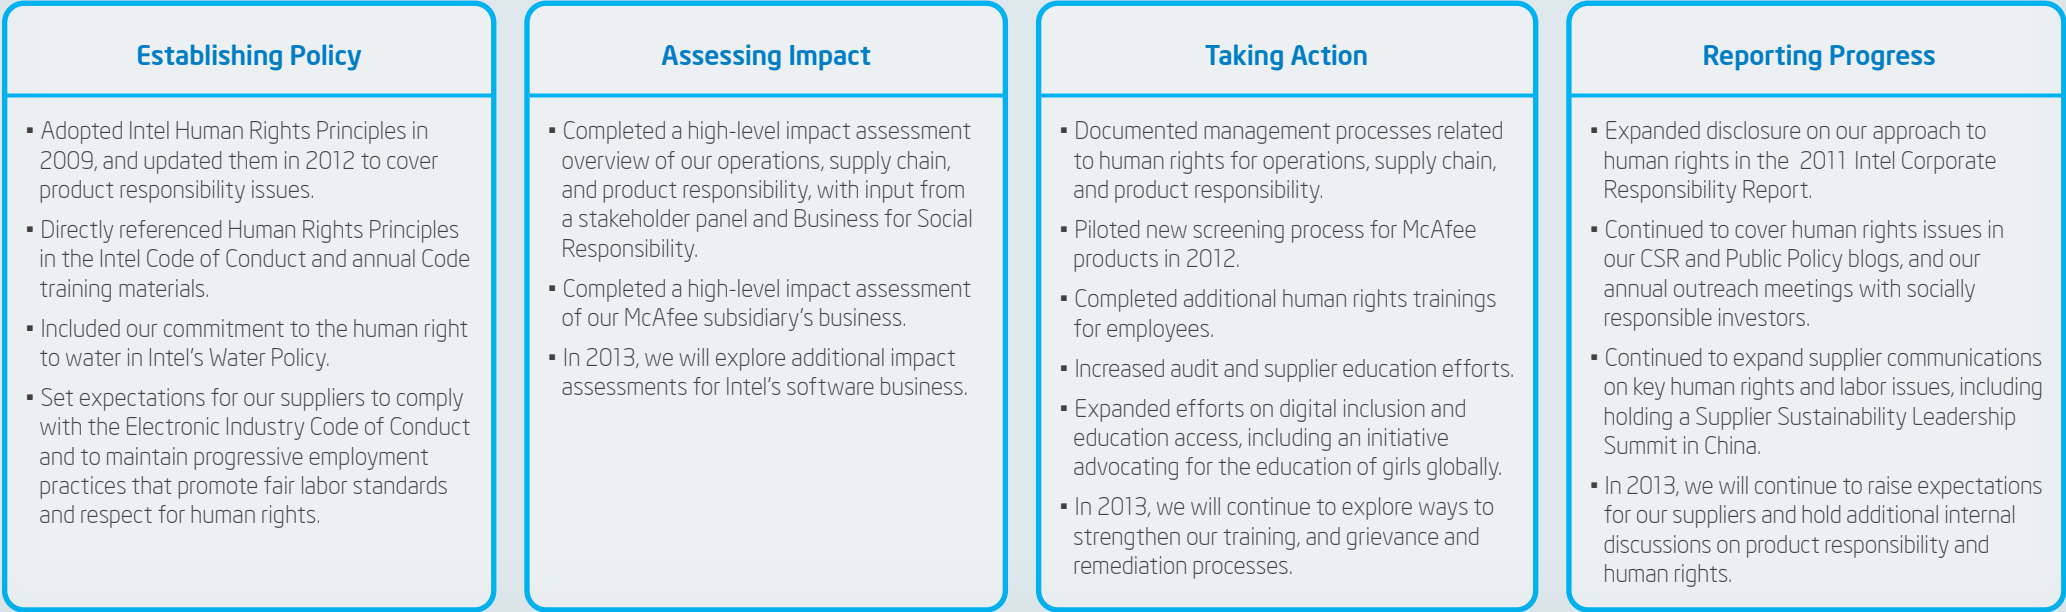 Establishing Policy
▪ Adopted Intel Human Rights Principles in
2009, and updated them in 2012 to cover
product responsibility issues.
▪ Directly referenced Human Rights Principles
in the Intel Code of Conduct and annual Code
training materials.
▪ Included our commitment to the human right
to water in Intel's Water Policy.
▪ Set expectations for our suppliers to comply
with the Electronic Industry Code of Conduct
and to maintain progressive employment
practices that promote fair labor standards
and respect for human rights.
Assessing Impact
▪ Completed a high-level impact assessment
overview of our operations, supply chain,
and product responsibility, with input from
a stakeholder panel and Business for Social
Responsibility.
▪ Completed a high-level impact assessment
of our McAfee subsidiary's business.
▪ In 2013, we will explore additional impact
assessments for Intel's software business.
Taking Action
▪ Documented management processes related
to human rights for operations, supply chain,
and product responsibility.
▪ Piloted new screening process for McAfee
products in 2012.
▪ Completed additional human rights trainings
for employees.
▪ Increased audit and supplier education efforts.
▪ Expanded efforts on digital inclusion and
education access, including an initiative
advocating for the education of girls globally.
▪ In 2013, we will continue to explore ways to
strengthen our training, and grievance and
remediation processes.
Reporting Progress
▪ Expanded disclosure on our approach to
human rights in the 2011 Intel Corporate
Responsibility Report.
▪ Continued to cover human rights issues in
our CSR and Public Policy blogs, and our
annual outreach meetings with socially
responsible investors.
▪ Continued to expand supplier communications
on key human rights and labor issues, including
holding a Supplier Sustainability Leadership
Summit in China.
▪ In 2013, we will continue to raise expectations
for our suppliers and hold additional internal
discussions on product responsibility and
human rights.